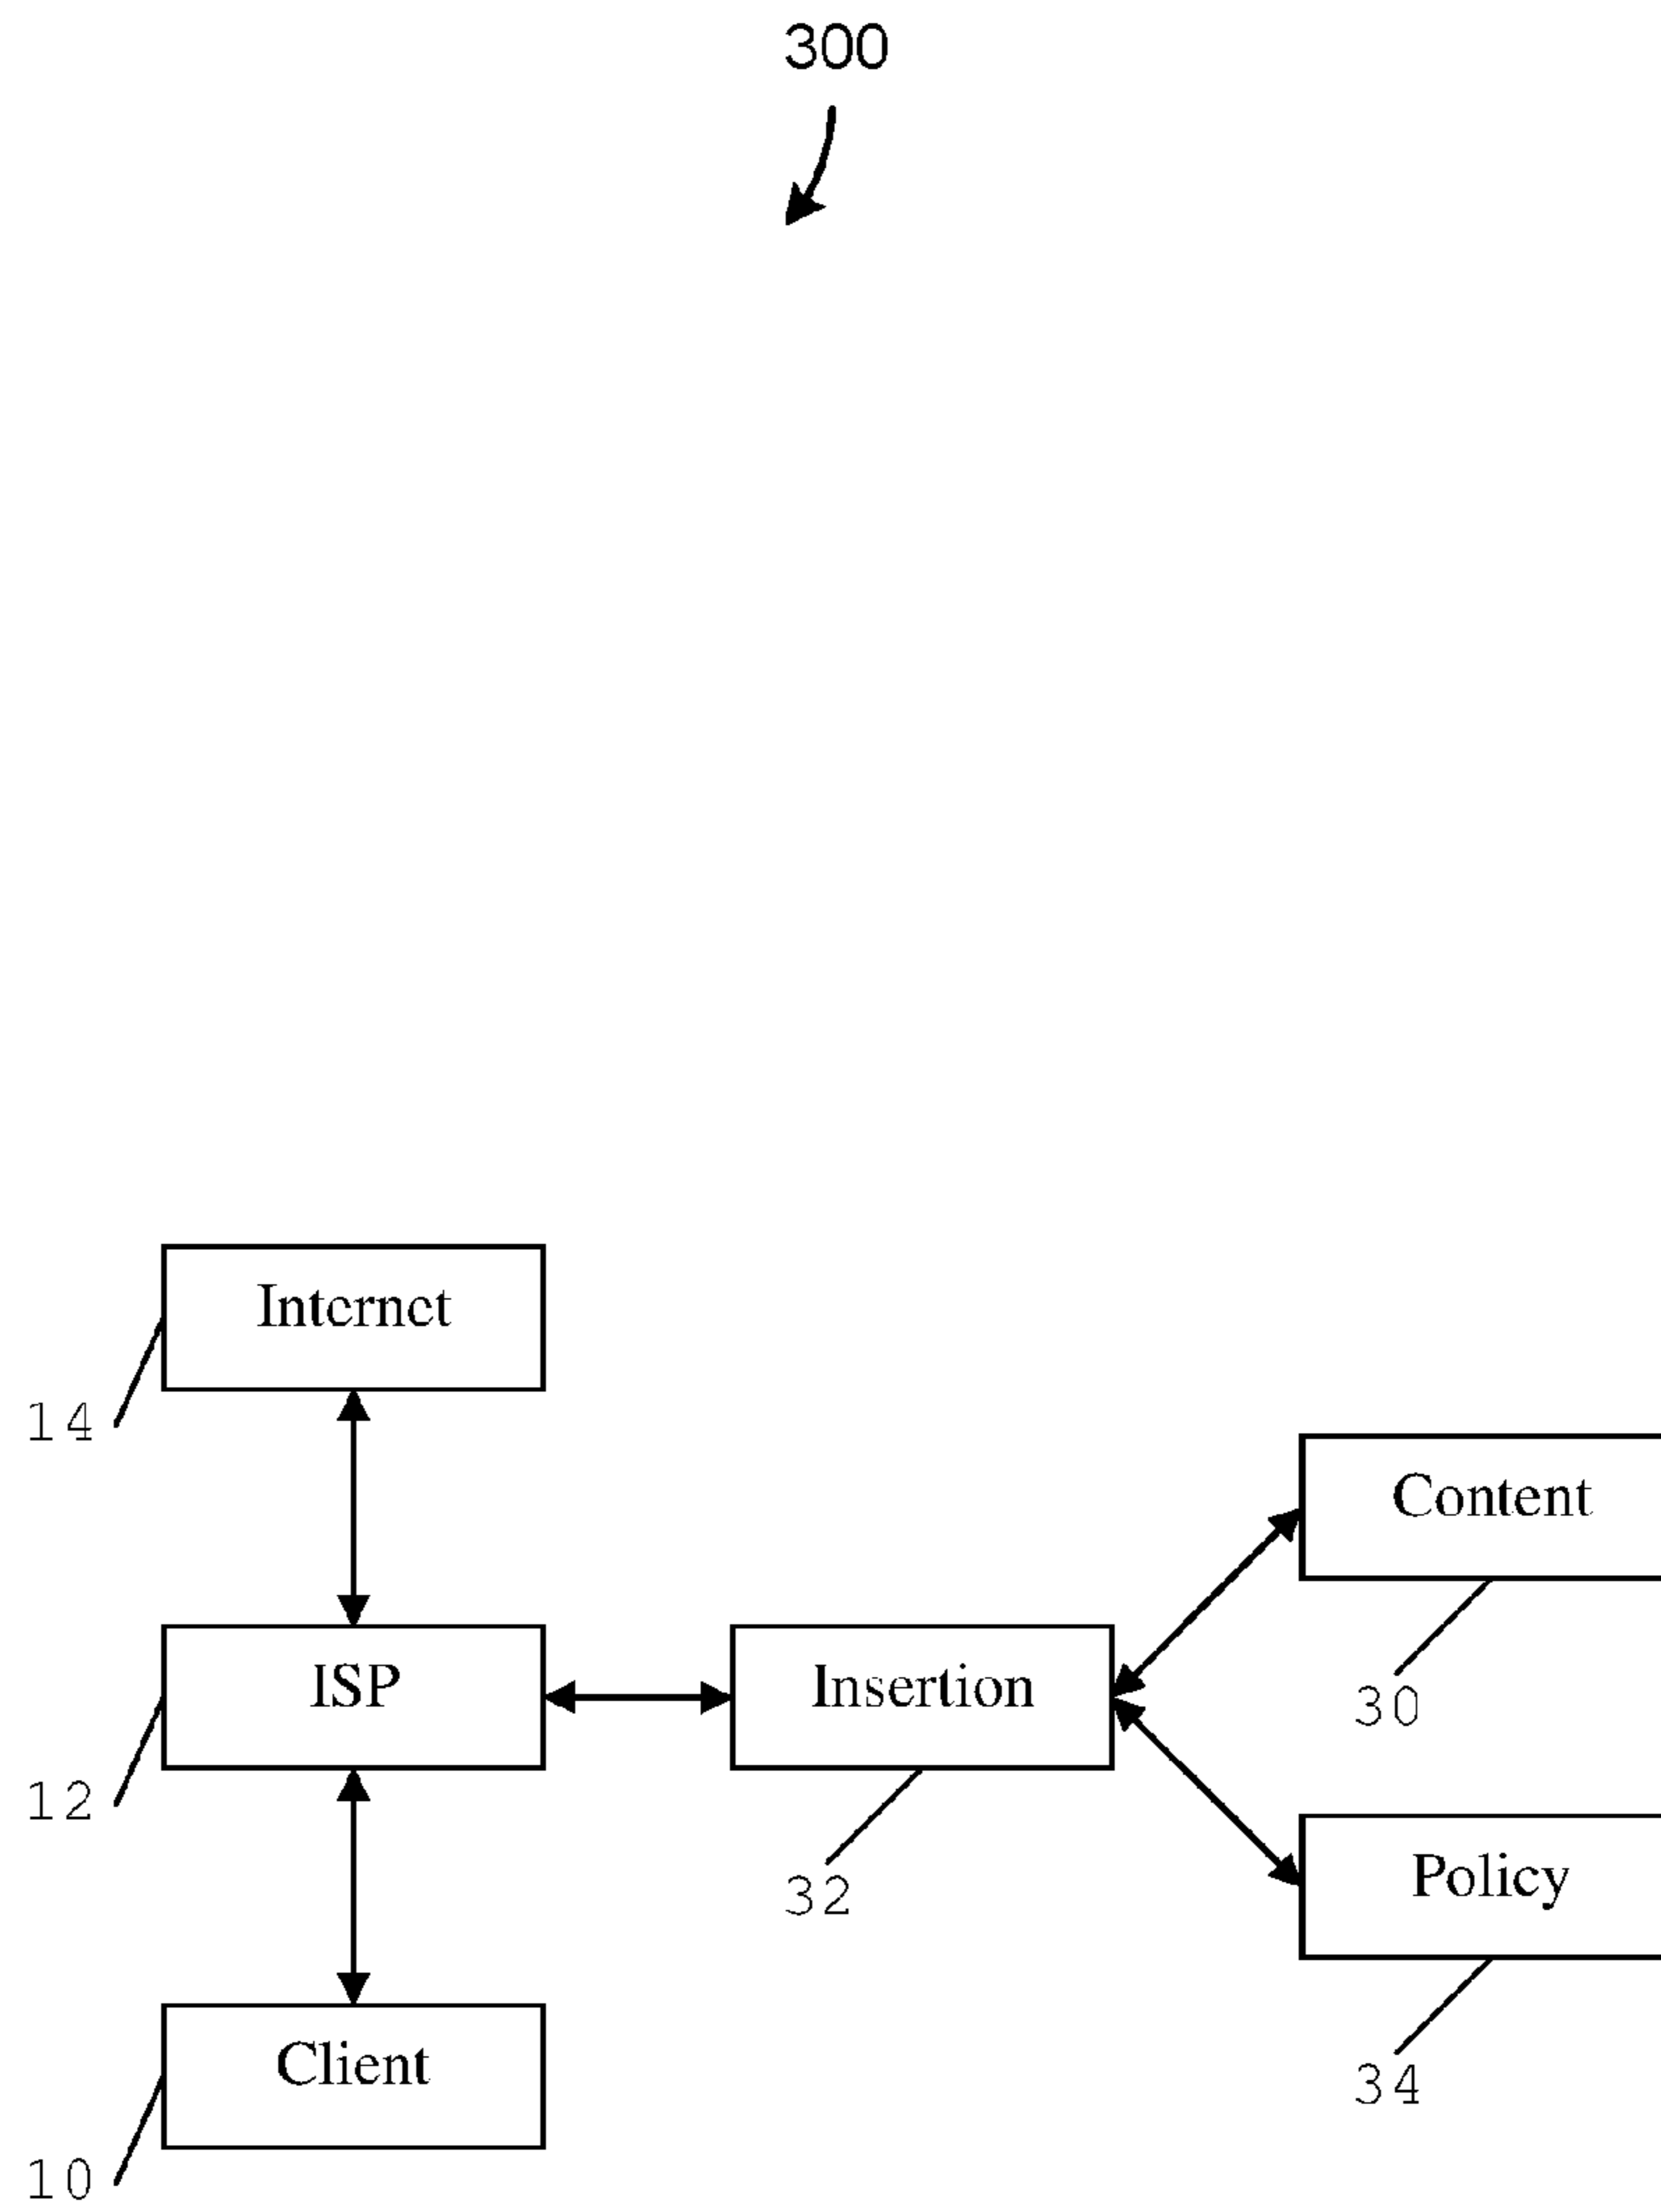 300
Internet
14
Content
ISP
Insertion
30
12
Policy
32
Client
34
10